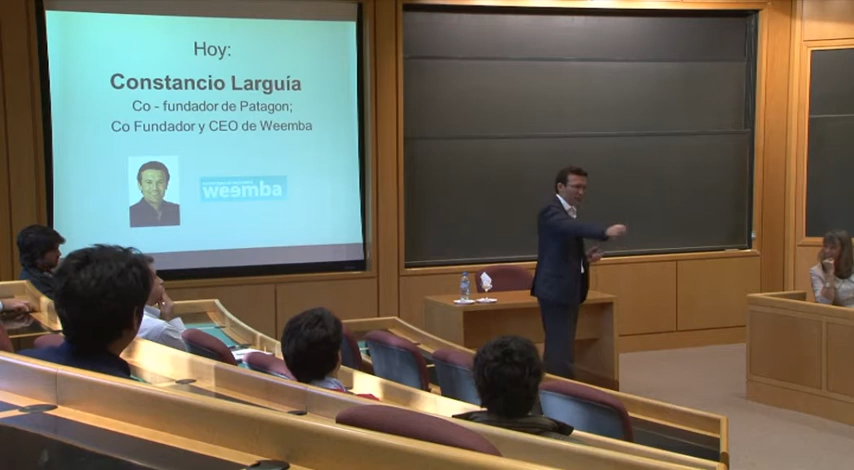 Hoy:
Constancio Larguía
Co - fundador de Patagon;
Co Fundador y CEO de Weemba
weemba